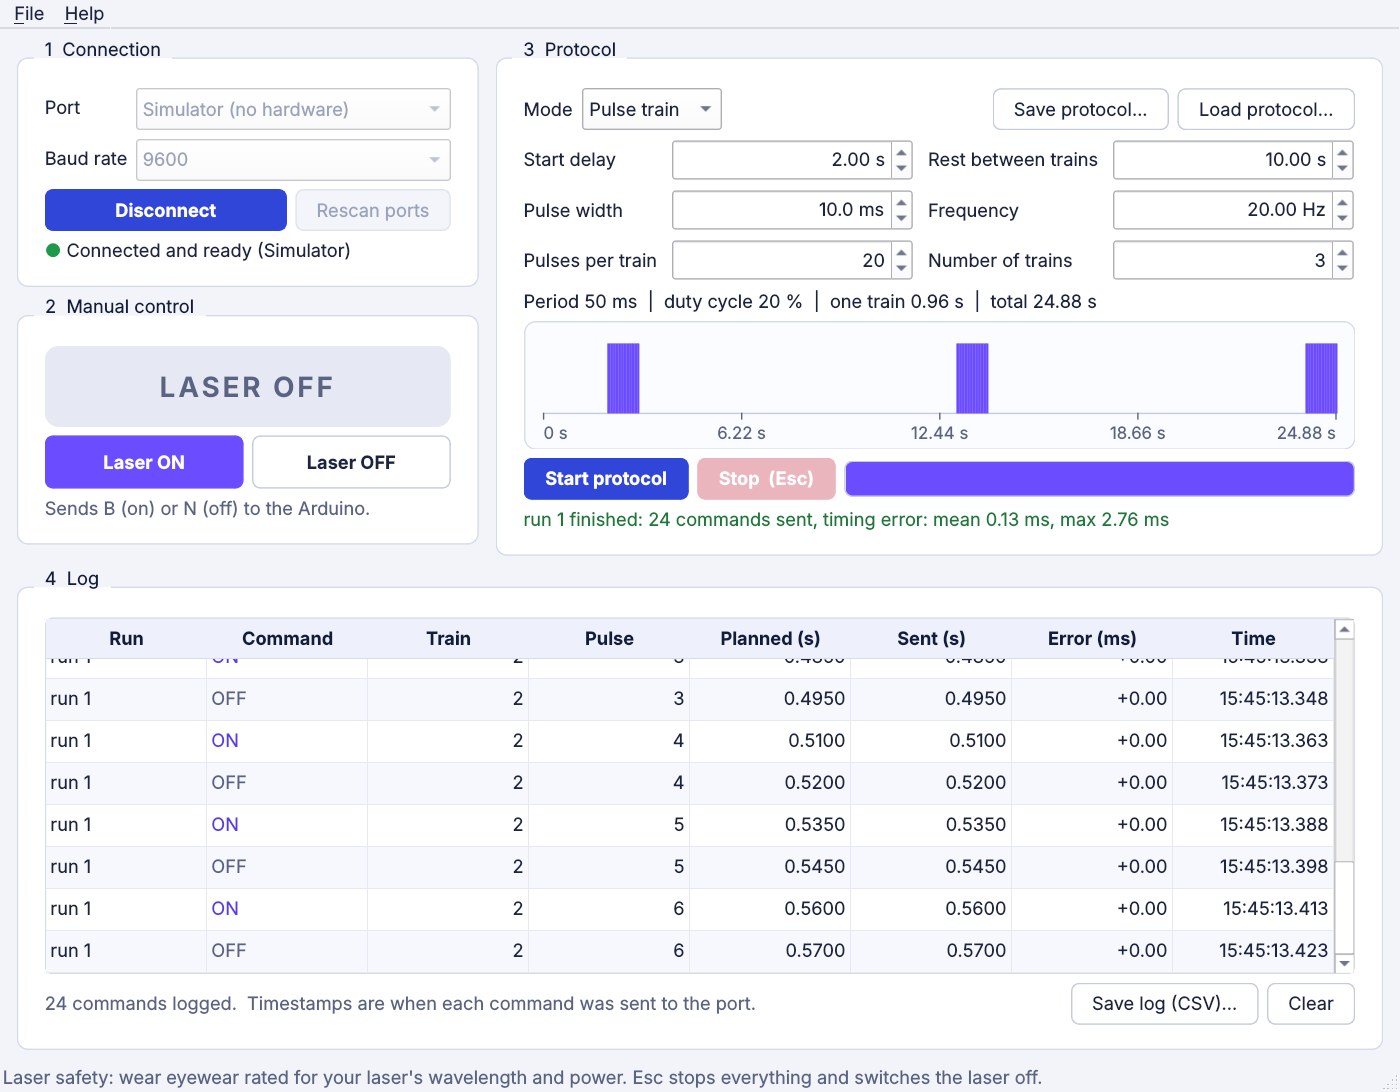 File Help
1 Connection
Port Simulator (no hardware)
Baud rate 9600
Disconnect Rescan ports
Connected and ready (Simulator)
2 Manual control
LASER OFF
Laser ON Laser OFF
Sends B (on) or N (off) to the Arduino.
3 Protocol
Mode Pulse train Save protocol... Load protocol...
Start delay 2.00 s Rest between trains 10.00 s
Pulse width 10.0 ms Frequency 20.00 Hz
Pulses per train 20 Number of trains 3
Period 50 ms | duty cycle 20 % | one train 0.96 s | total 24.88 s
0 s 6.22 s 12.44 s 18.66 s 24.88 s
Start protocol Stop (Esc)
run 1 finished: 24 commands sent, timing error: mean 0.13 ms, max 2.76 ms
4 Log
Run Command Train Pulse Planned (s) Sent (s) Error (ms) Time
run 1 OFF 2 3 0.4950 0.4950 +0.00 15:45:13.348
run 1 ON 2 4 0.5100 0.5100 +0.00 15:45:13.363
run 1 OFF 2 4 0.5200 0.5200 +0.00 15:45:13.373
run 1 ON 2 5 0.5350 0.5350 +0.00 15:45:13.388
run 1 OFF 2 5 0.5450 0.5450 +0.00 15:45:13.398
run 1 ON 2 6 0.5600 0.5600 +0.00 15:45:13.413
run 1 OFF 2 6 0.5700 0.5700 +0.00 15:45:13.423
24 commands logged. Timestamps are when each command was sent to the port.
Save log (CSV)... Clear
Laser safety: wear eyewear rated for your laser's wavelength and power. Esc stops everything and switches the laser off.